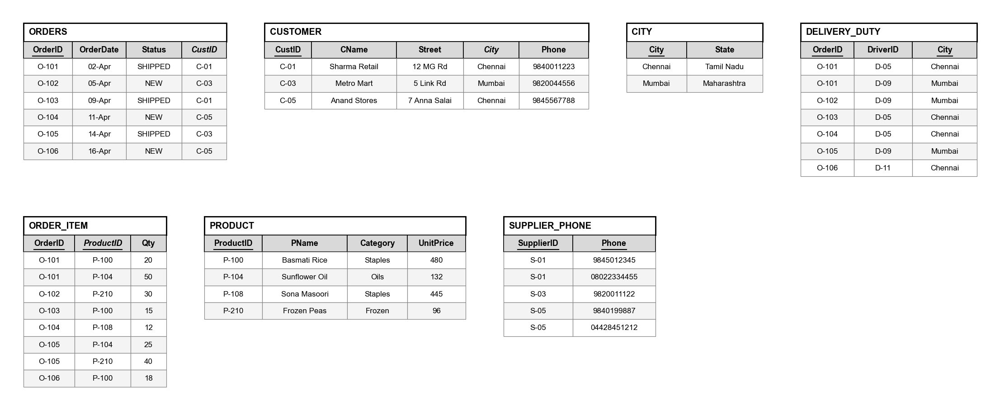 ORDERS
OrderID OrderDate Status CustID
O-101 02-Apr SHIPPED C-01
O-102 05-Apr NEW C-03
O-103 09-Apr SHIPPED C-01
O-104 11-Apr NEW C-05
O-105 14-Apr SHIPPED C-03
O-106 16-Apr NEW C-05
CUSTOMER
CustID CName Street City Phone
C-01 Sharma Retail 12 MG Rd Chennai 9840011223
C-03 Metro Mart 5 Link Rd Mumbai 9820044556
C-05 Anand Stores 7 Anna Salai Chennai 9845567788
CITY
City State
Chennai Tamil Nadu
Mumbai Maharashtra
DELIVERY_DUTY
OrderID DriverID City
O-101 D-05 Chennai
O-101 D-09 Mumbai
O-102 D-09 Mumbai
O-103 D-05 Chennai
O-104 D-05 Chennai
O-105 D-09 Mumbai
O-106 D-11 Chennai
ORDER_ITEM
OrderID ProductID Qty
O-101 P-100 20
O-101 P-104 50
O-102 P-210 30
O-103 P-100 15
O-104 P-108 12
O-105 P-104 25
O-105 P-210 40
O-106 P-100 18
PRODUCT
ProductID PName Category UnitPrice
P-100 Basmati Rice Staples 480
P-104 Sunflower Oil Oils 132
P-108 Sona Masoori Staples 445
P-210 Frozen Peas Frozen 96
SUPPLIER_PHONE
SupplierID Phone
S-01 9845012345
S-01 08022334455
S-03 9820011122
S-05 9840199887
S-05 04428451212